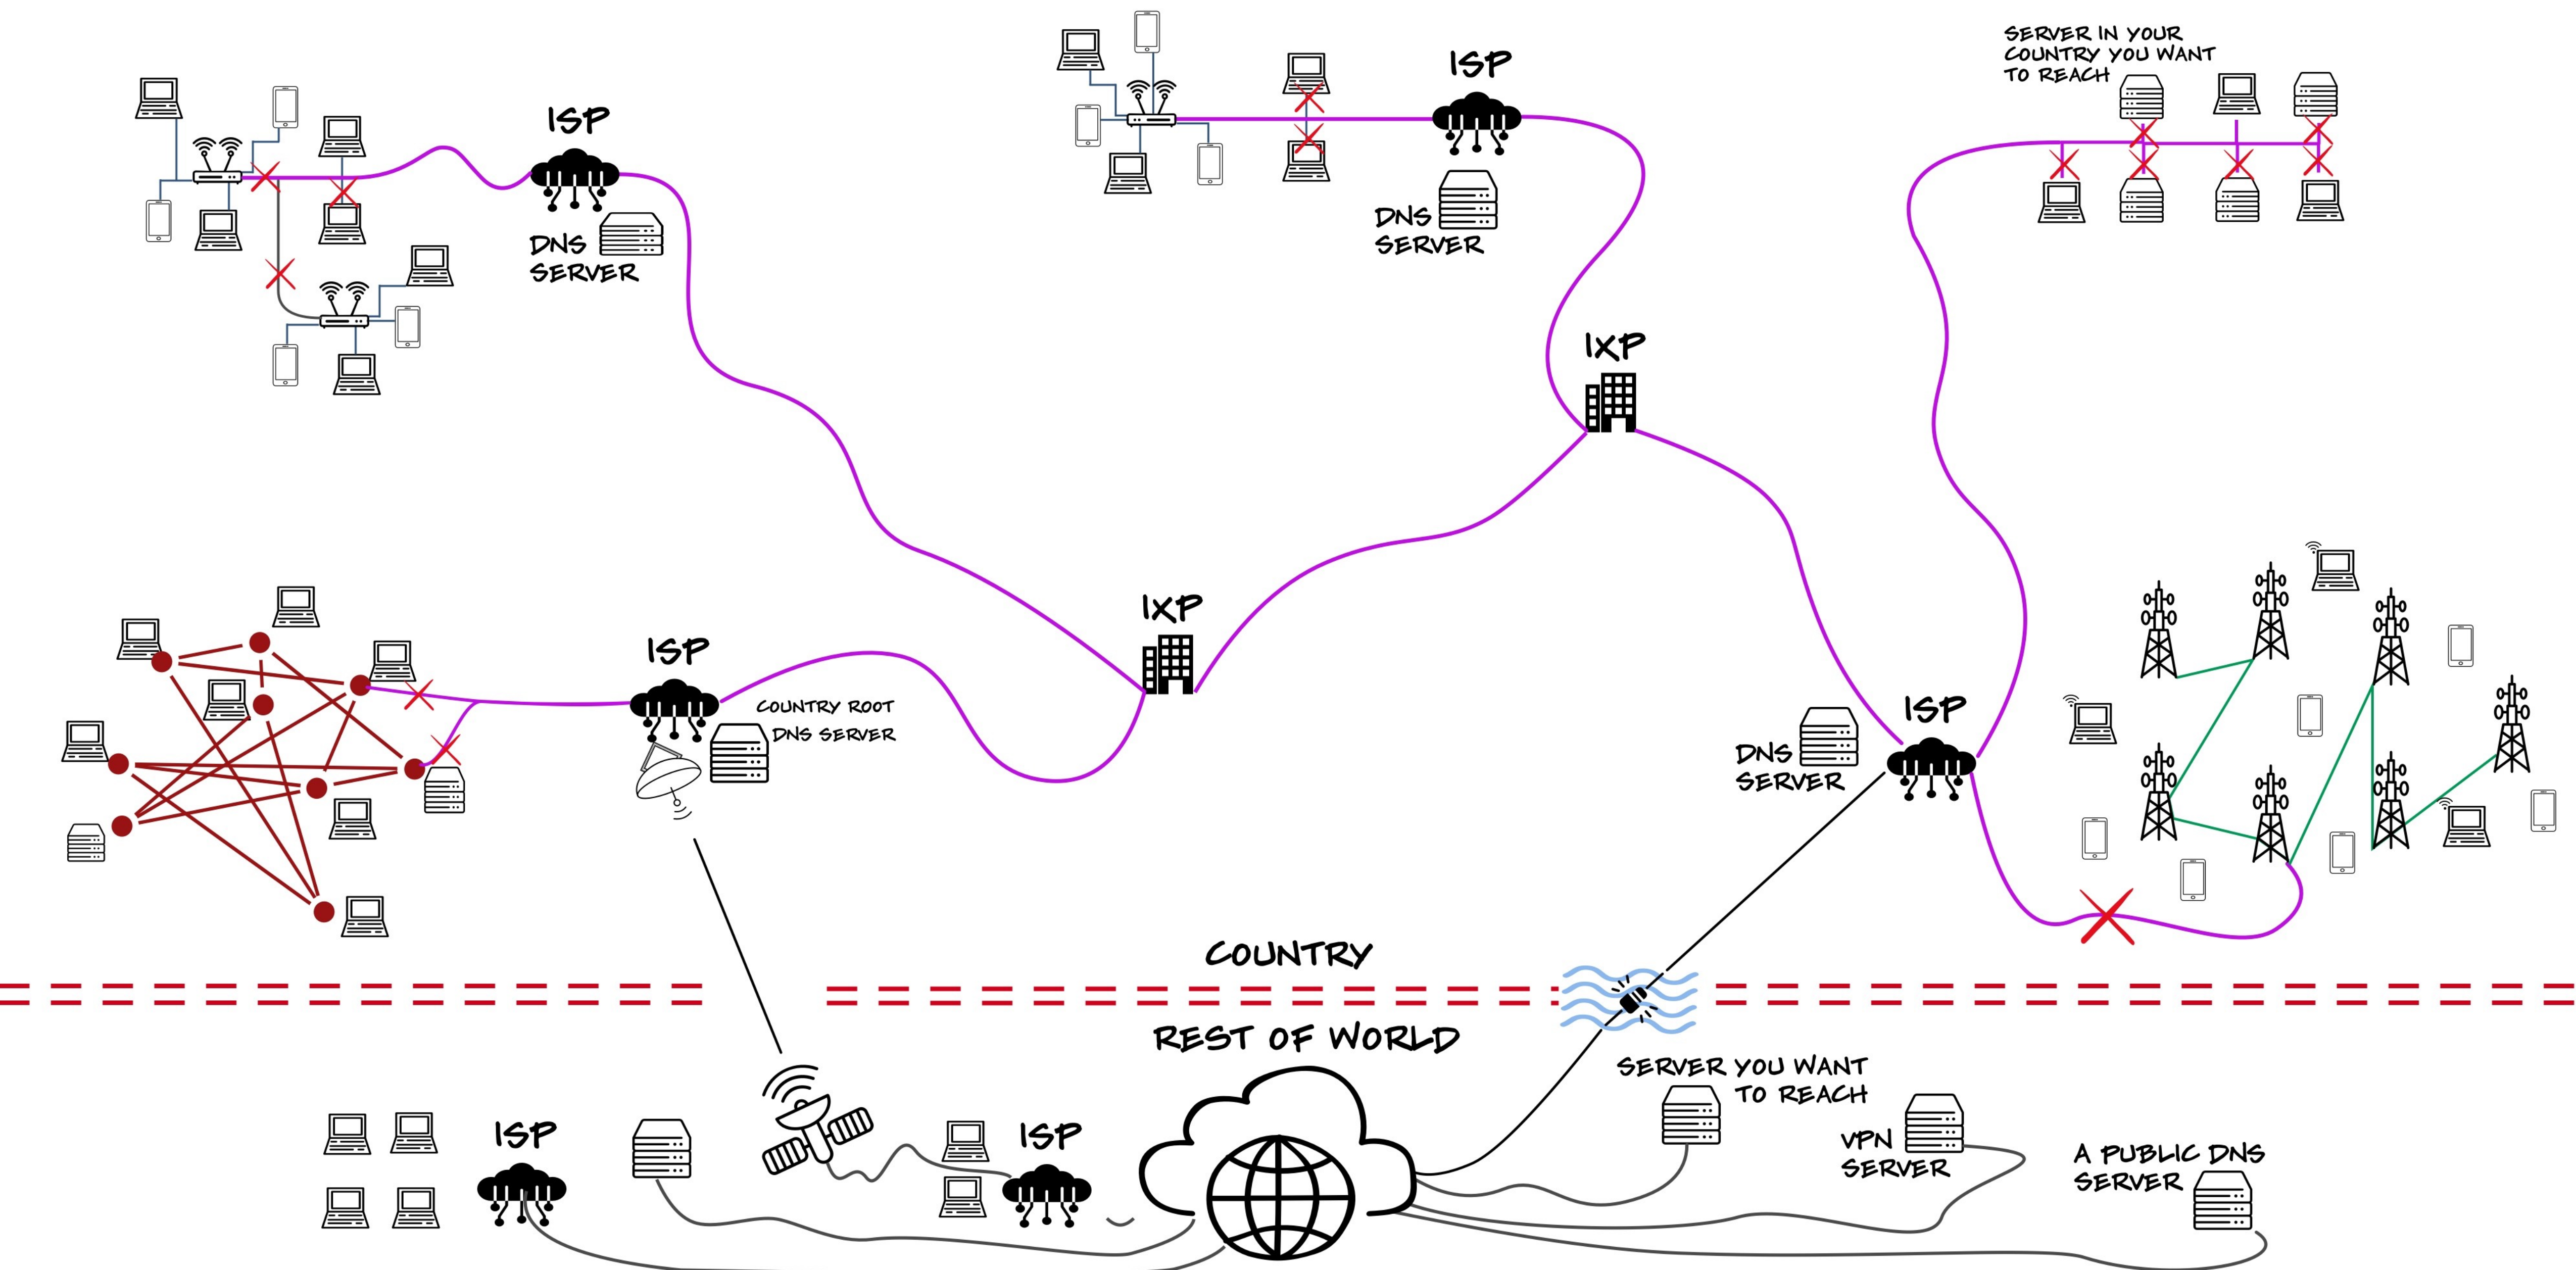 SERVER IN YOUR
COUNTRY YOU WANT
TO REACH
ISP
ISP
DNS
SERVER
DNS
SERVER
IXP
IXP
ISP
COUNTRY ROOT
DNS SERVER
ISP
DNS
SERVER
COUNTRY
REST OF WORLD
SERVER YOU WANT
TO REACH
ISP
ISP
VPN
SERVER
A PUBLIC DNS
SERVER